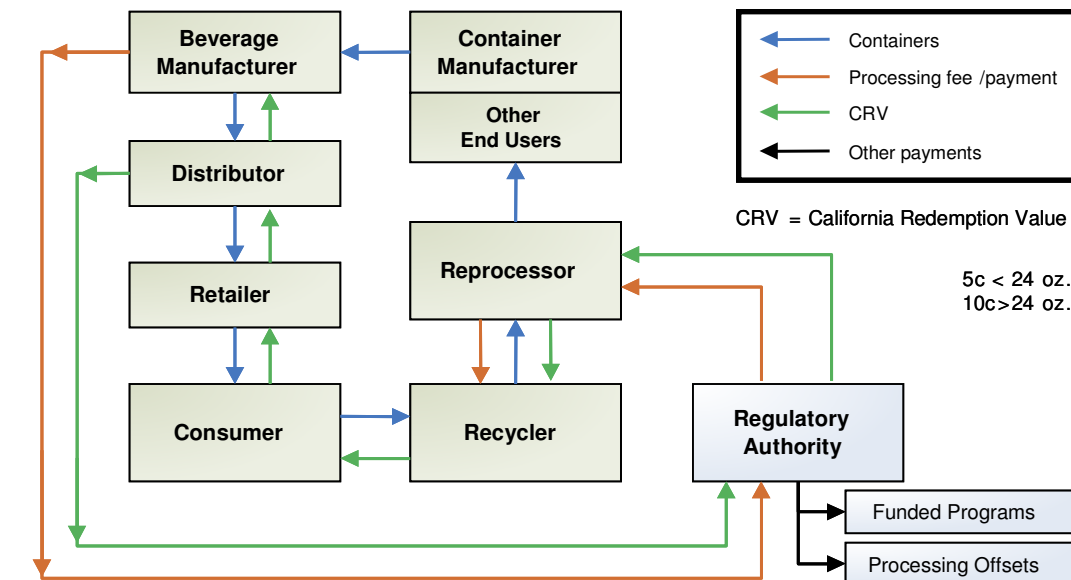 Beverage
Manufacturer
Container
Manufacturer
Other
End Users
Distributor
Retailer
Reprocessor
Consumer
Recycler
Regulatory
Authority
Funded Programs
Processing Offsets
Containers
Processing fee /payment
CRV
Other payments
CRV = California Redemption Value
5c < 24 oz.
10c>24 oz.